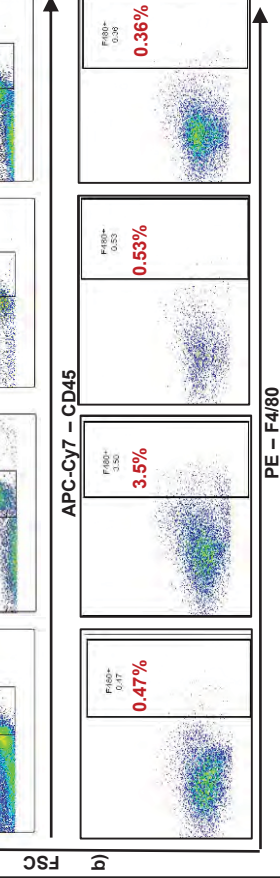 APC-Cy7 – CD45
FSC
b)
F480+
0.47
0.47%
F480+
3.50
3.5%
F480+
0.53
0.53%
F480+
0.36
0.36%
PE – F4/80